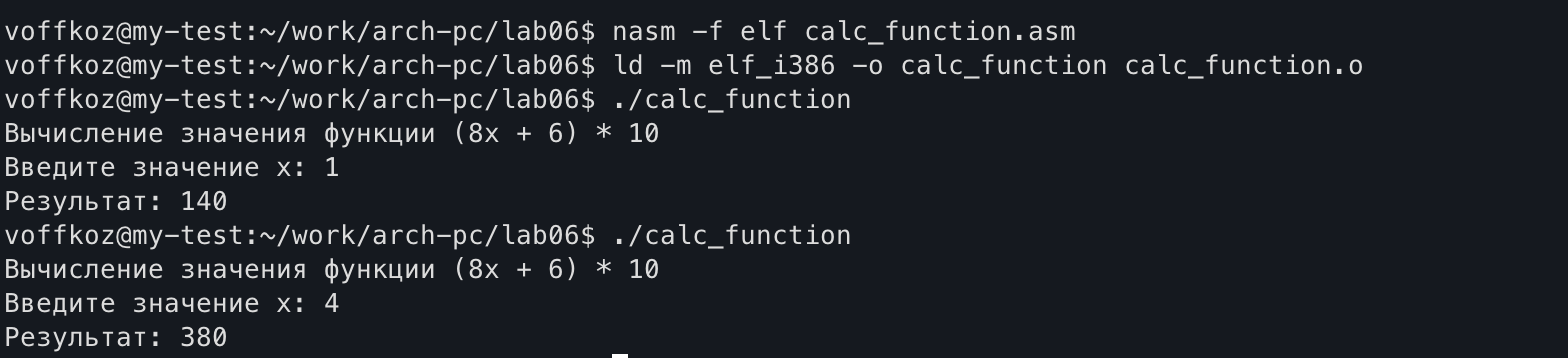 voffkoz@my-test:~/work/arch-pc/lab06$ nasm -f elf calc_function.asm
voffkoz@my-test:~/work/arch-pc/lab06$ ld -m elf_i386 -o calc_function calc_function.o
voffkoz@my-test:~/work/arch-pc/lab06$ ./calc_function
Вычисление значения функции (8x + 6) * 10
Введите значение x: 1
Результат: 140
voffkoz@my-test:~/work/arch-pc/lab06$ ./calc_function
Вычисление значения функции (8x + 6) * 10
Введите значение x: 4
Результат: 380